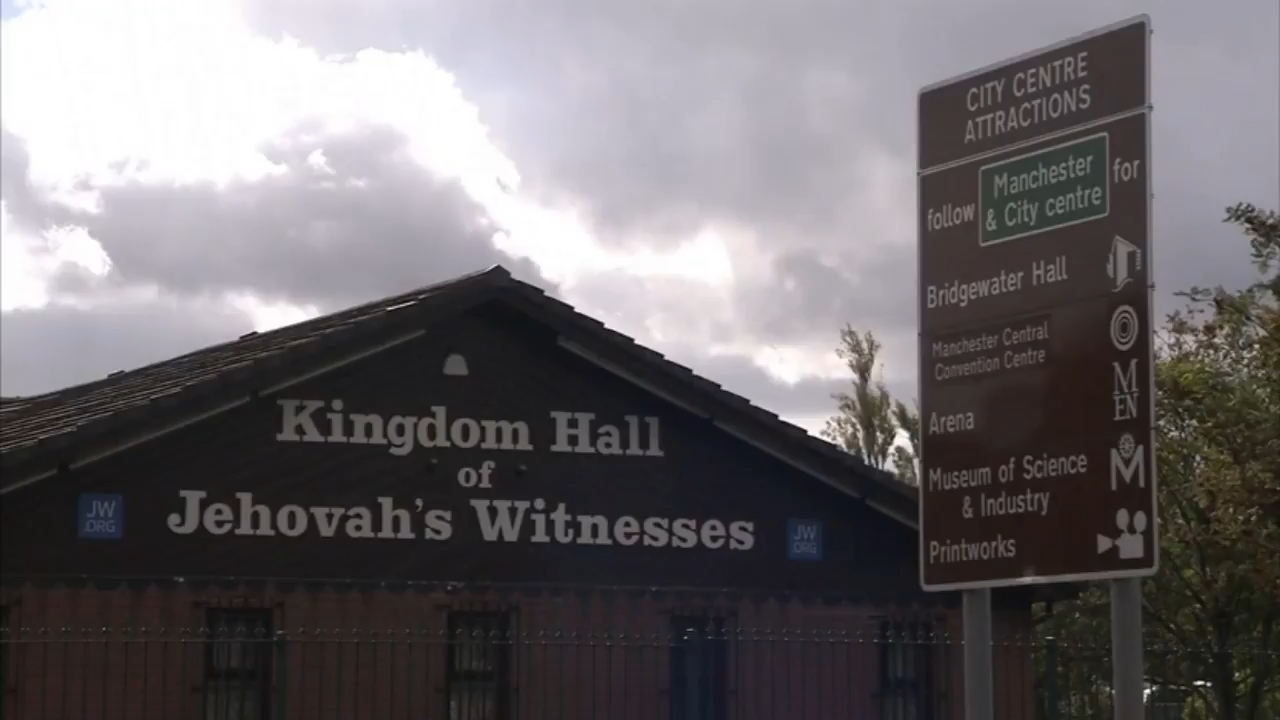 Kingdom Hall
of
Jehovah's Witnesses
JW
.ORG
JW
.ORG
CITY CENTRE
ATTRACTIONS
follow Manchester
& City centre for
Bridgewater Hall
Manchester Central
Convention Centre
Arena
M
EN
Museum of Science
& Industry
M
Printworks